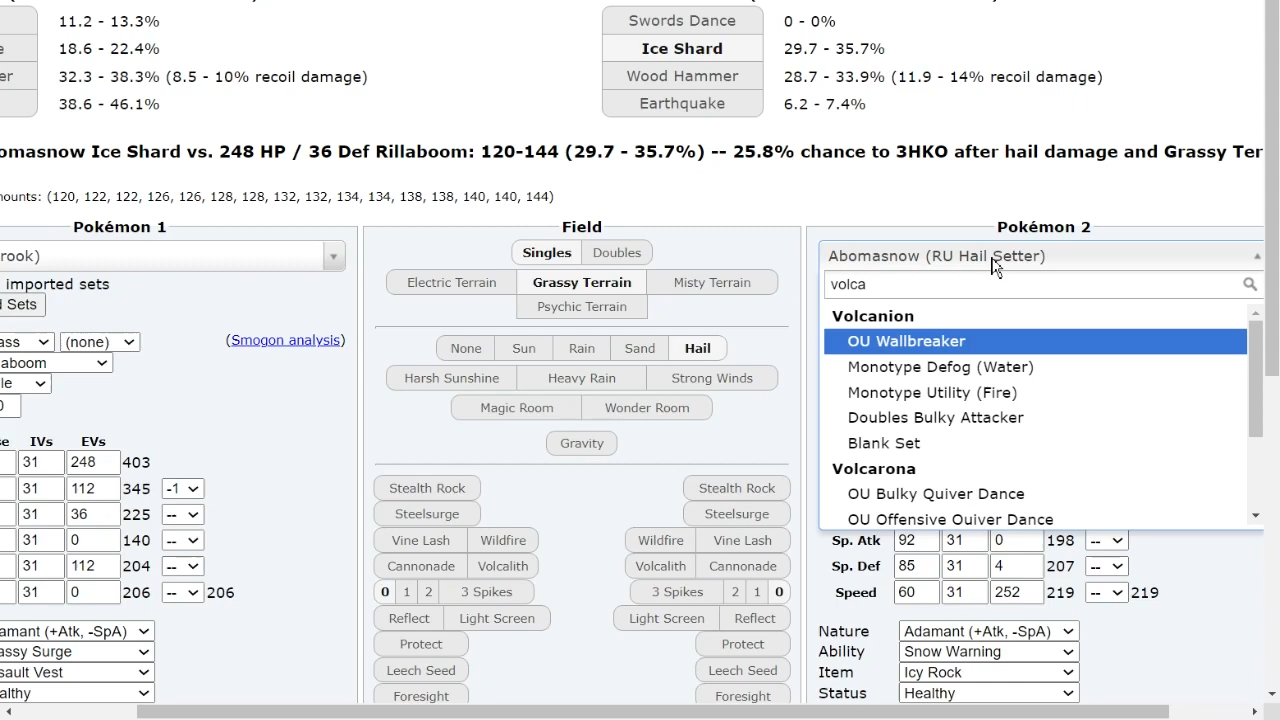 11.2 - 13.3% Swords Dance 0 - 0%
18.6 - 22.4% Ice Shard 29.7 - 35.7%
32.3 - 38.3% (8.5 - 10% recoil damage) Wood Hammer 28.7 - 33.9% (11.9 - 14% recoil damage)
38.6 - 46.1% Earthquake 6.2 - 7.4%
omasnow Ice Shard vs. 248 HP / 36 Def Rillaboom: 120-144 (29.7 - 35.7%) -- 25.8% chance to 3HKO after hail damage and Grassy Ter
nounts: (120, 122, 122, 126, 126, 128, 128, 132, 132, 134, 134, 138, 138, 140, 140, 144)
Pokémon 1
rook)
imported sets
d Sets
ass (none) (Smogon analysis)
laboom
le
0
se IVs EVs
31 248 403
31 112 345 -1
31 36 225 --
31 0 140 --
31 112 204 --
31 0 206 -- 206
amant (+Atk, -SpA)
assy Surge
sault Vest
althy
Field
Singles Doubles
Electric Terrain Grassy Terrain Misty Terrain
Psychic Terrain
None Sun Rain Sand Hail
Harsh Sunshine Heavy Rain Strong Winds
Magic Room Wonder Room
Gravity
Stealth Rock Stealth Rock
Steelsurge Steelsurge
Vine Lash Wildfire Wildfire Vine Lash
Cannonade Volcalith Volcalith Cannonade
0 1 2 3 Spikes 3 Spikes 2 1 0
Reflect Light Screen Light Screen Reflect
Protect Protect
Leech Seed Leech Seed
Foresight Foresight
Pokémon 2
Abomasnow (RU Hail Setter)
volca
Volcanion
OU Wallbreaker
Monotype Defog (Water)
Monotype Utility (Fire)
Doubles Bulky Attacker
Blank Set
Volcarona
OU Bulky Quiver Dance
OU Offensive Quiver Dance
Sp. Atk 92 31 0 198 --
Sp. Def 85 31 4 207 --
Speed 60 31 252 219 -- 219
Nature Adamant (+Atk, -SpA)
Ability Snow Warning
Item Icy Rock
Status Healthy